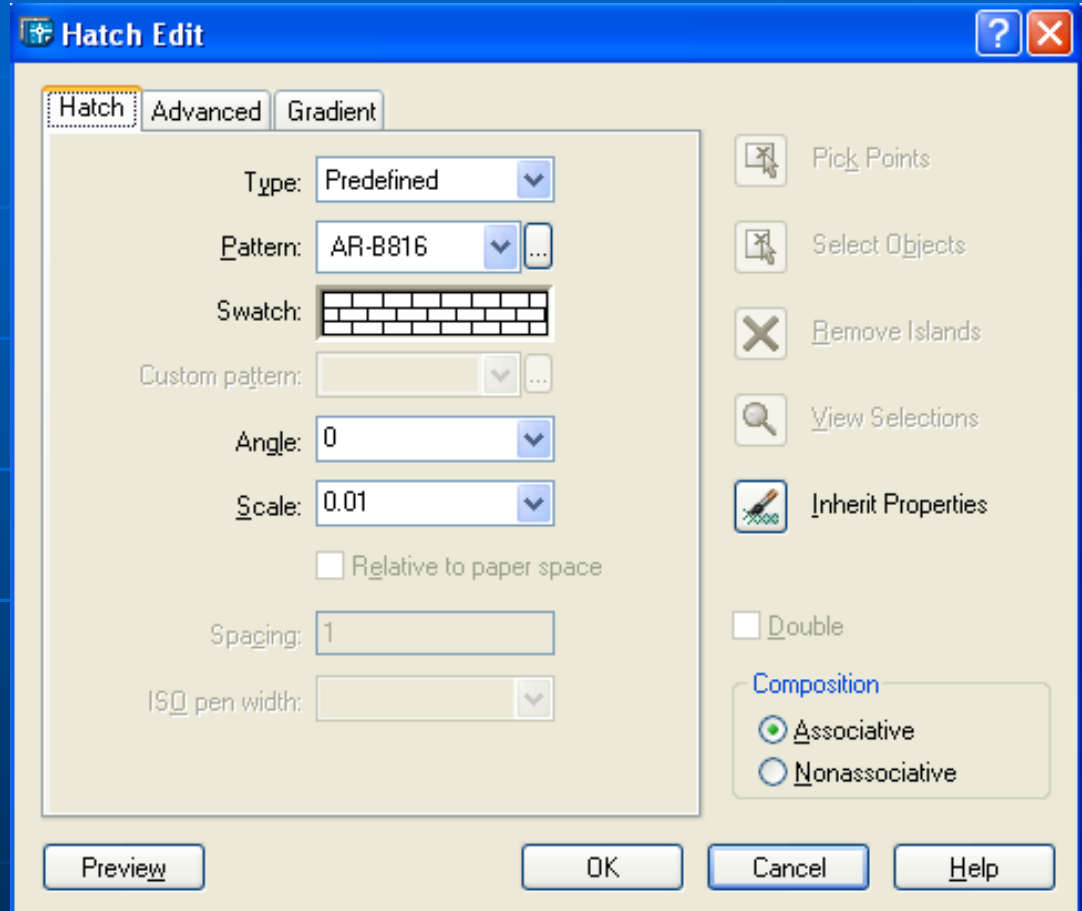 Hatch Edit
Hatch Advanced Gradient
Type: Predefined
Pattern: AR-B816 ...
Swatch:
Custom pattern: ...
Angle: 0
Scale: 0.01
Relative to paper space
Spacing: 1
ISO pen width:
Pick Points
Select Objects
Remove Islands
View Selections
Inherit Properties
Double
Composition
Associative
Nonassociative
Preview OK Cancel Help